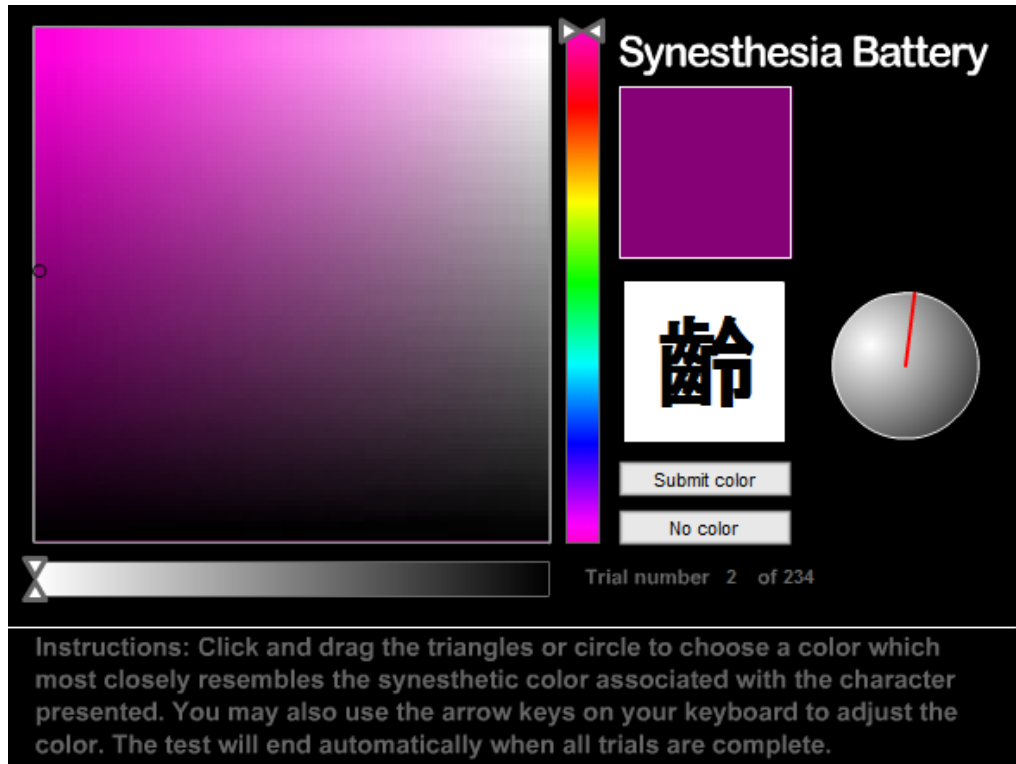 Synesthesia Battery
齡
Submit color
No color
Trial number 2 of 234
Instructions: Click and drag the triangles or circle to choose a color which
most closely resembles the synesthetic color associated with the character
presented. You may also use the arrow keys on your keyboard to adjust the
color. The test will end automatically when all trials are complete.